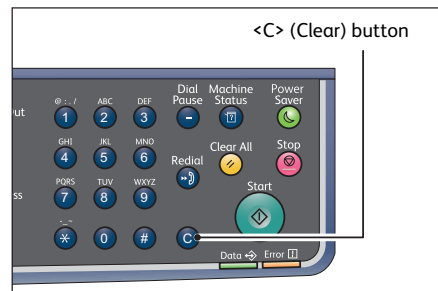 <C> (Clear) button
Dial Pause
Machine Status
Power Saver
ut
@ : . /
ABC
DEF
1
2
3
-
GHI
JKL
MNO
4
5
6
Redial
Clear All
Stop
ss
PQRS
TUV
WXYZ
7
8
9
Start
- _ ~
*
0
#
C
Data
Error